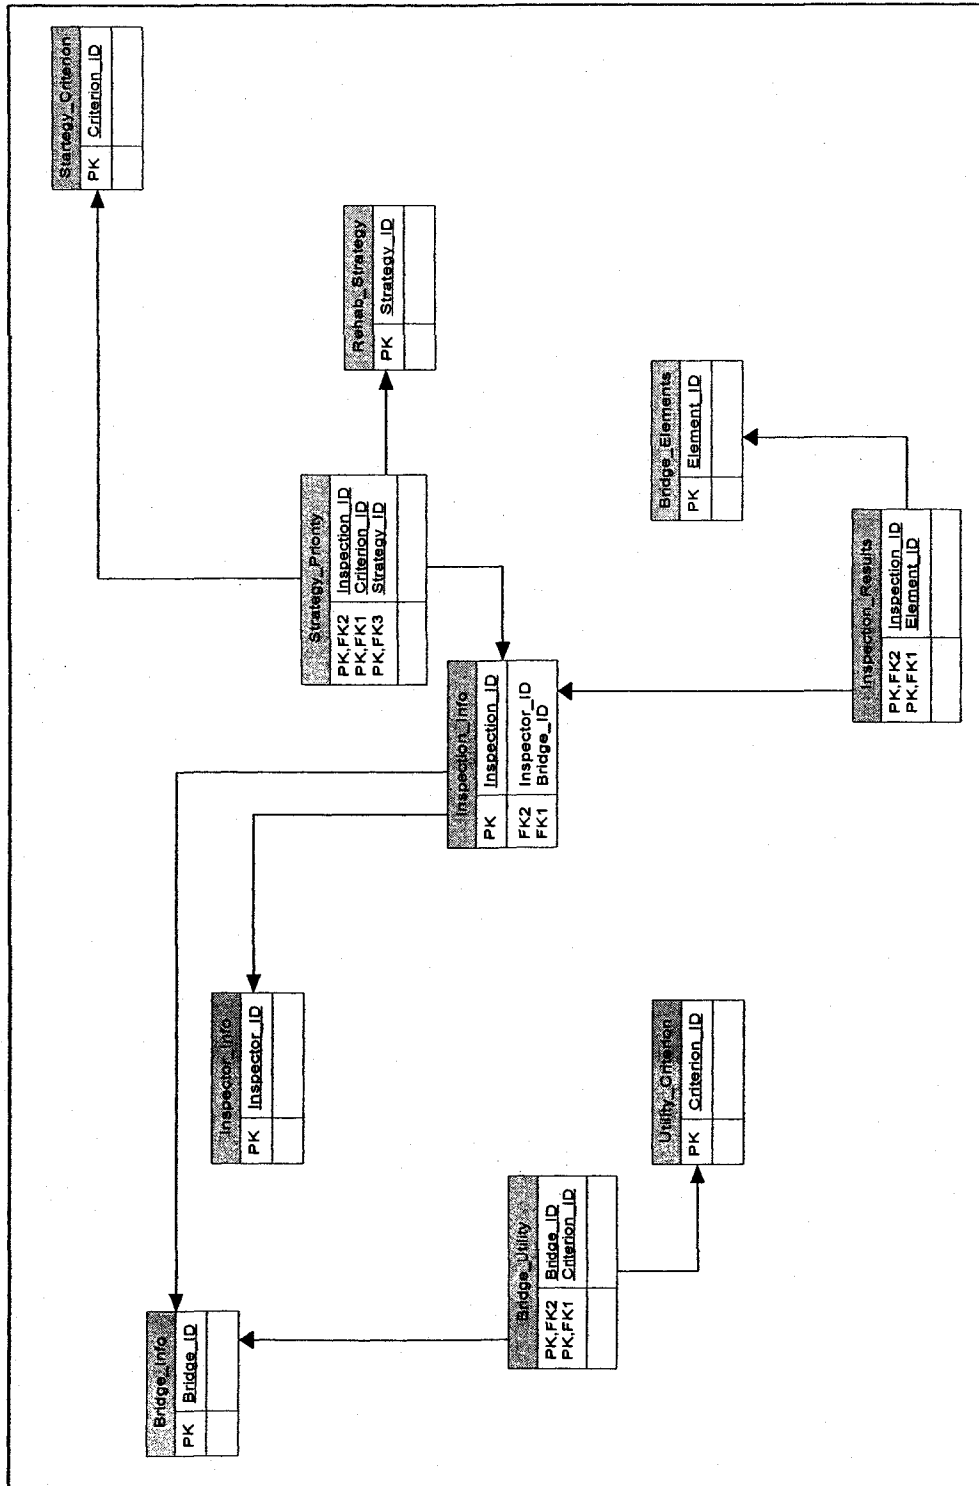 Startegy_Criterion
PK Criterion_ID
Rehab_Strategy
PK Strategy_ID
Strategy_Priority
PK,FK2 Inspection_ID
PK,FK1 Criterion_ID
PK,FK3 Strategy_ID
Bridge_Elements
PK Element_ID
Inspection_Results
PK,FK2 Inspection_ID
PK,FK1 Element_ID
Inspection_Info
PK Inspection_ID
FK2 Inspector_ID
FK1 Bridge_ID
Inspector_Info
PK Inspector_ID
Utility_Criterion
PK Criterion_ID
Bridge_Utility
PK,FK2 Bridge_ID
PK,FK1 Criterion_ID
Bridge_Info
PK Bridge_ID